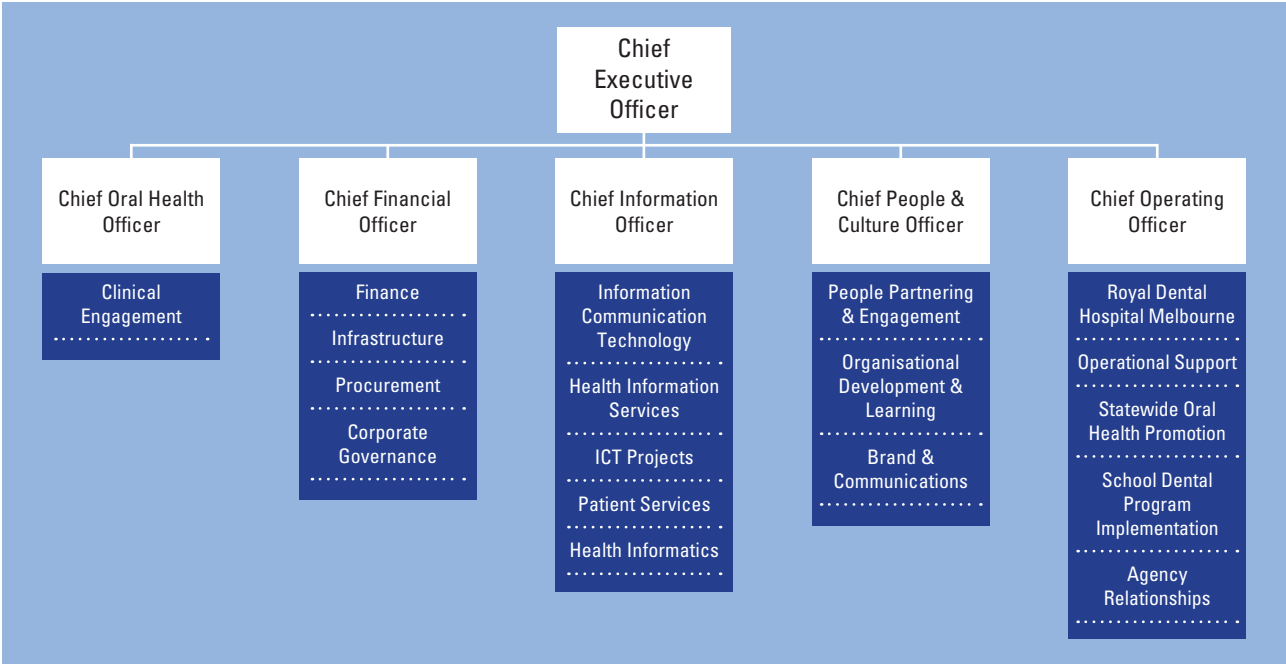 Chief
Executive
Officer
Chief Oral Health
Officer
Clinical
Engagement
Chief Financial
Officer
Finance
Infrastructure
Procurement
Corporate
Governance
Chief Information
Officer
Information
Communication
Technology
Health Information
Services
ICT Projects
Patient Services
Health Informatics
Chief People &
Culture Officer
People Partnering
& Engagement
Organisational
Development &
Learning
Brand &
Communications
Chief Operating
Officer
Royal Dental
Hospital Melbourne
Operational Support
Statewide Oral
Health Promotion
School Dental
Program
Implementation
Agency
Relationships